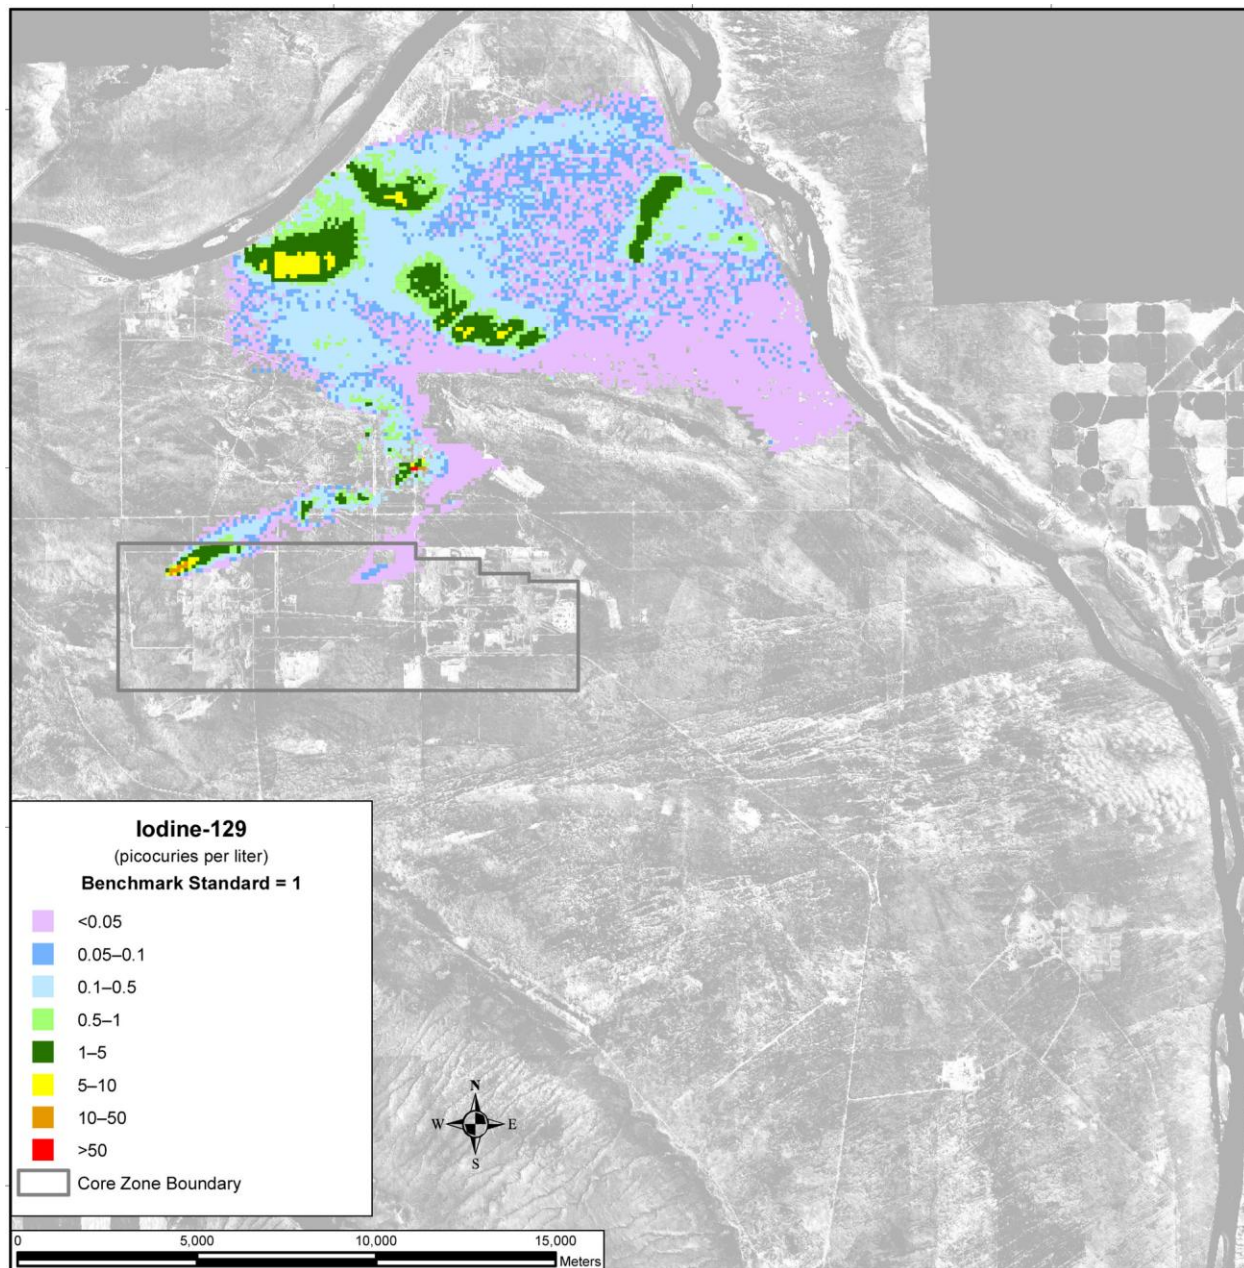 Iodine-129
(picocuries per liter)
Benchmark Standard = 1
<0.05
0.05–0.1
0.1–0.5
0.5–1
1–5
5–10
10–50
>50
Core Zone Boundary
N
W E
S
0 5,000 10,000 15,000
Meters